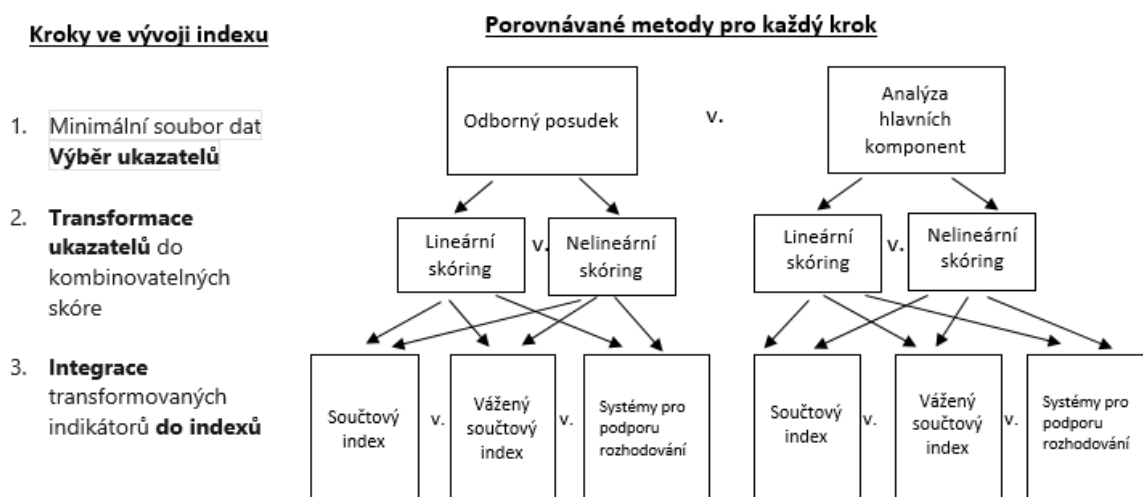 Kroky ve vývoji indexu
Porovnávané metody pro každý krok
1. Minimální soubor dat
Výběr ukazatelů
Odborný posudek
v.
Analýza
hlavních
komponent
2. Transformace
ukazatelů do
kombinovatelných
skóre
Lineární
skóring
v.
Nelineární
skóring
Lineární
skóring
v.
Nelineární
skóring
3. Integrace
transformovaných
indikátorů do indexů
Součtový
index
v.
Vážený
součtový
index
v.
Systémy pro
podporu
rozhodování
Součtový
index
v.
Vážený
součtový
index
v.
Systémy pro
podporu
rozhodování